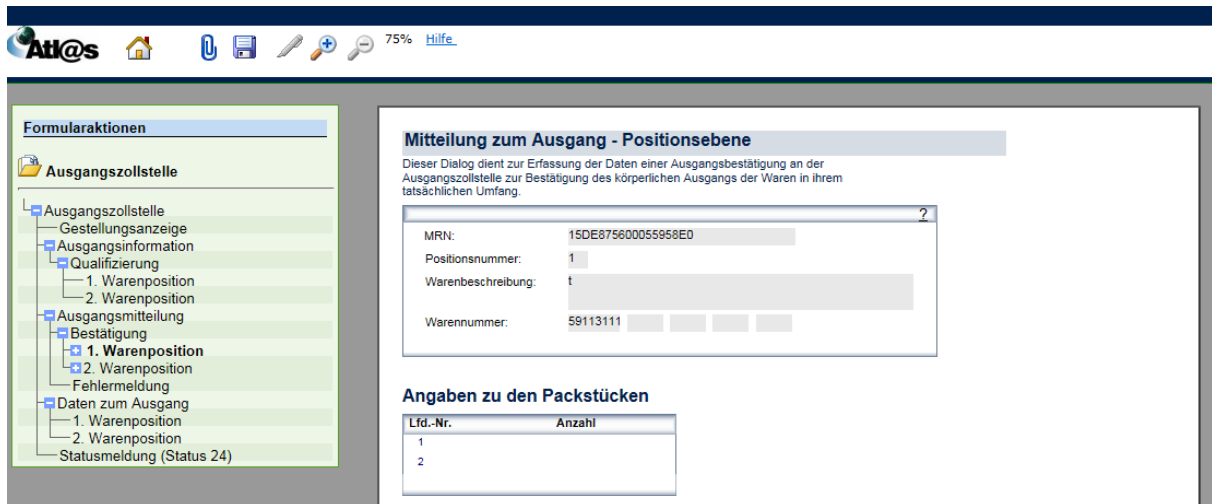 Atl@s
75% Hilfe
Formularaktionen
Ausgangszollstelle
Ausgangszollstelle
Gestellungsanzeige
Ausgangsinformation
Qualifizierung
1. Warenposition
2. Warenposition
Ausgangsmitteilung
Bestätigung
1. Warenposition
2. Warenposition
Fehlermeldung
Daten zum Ausgang
1. Warenposition
2. Warenposition
Statusmeldung (Status 24)
Mitteilung zum Ausgang - Positionsebene
Dieser Dialog dient zur Erfassung der Daten einer Ausgangsbestätigung an der
Ausgangszollstelle zur Bestätigung des körperlichen Ausgangs der Waren in ihrem
tatsächlichen Umfang.
?
MRN: 15DE875600055958E0
Positionsnummer: 1
Warenbeschreibung: t
Warennummer: 59113111
Angaben zu den Packstücken
Lfd.-Nr. Anzahl
1
2